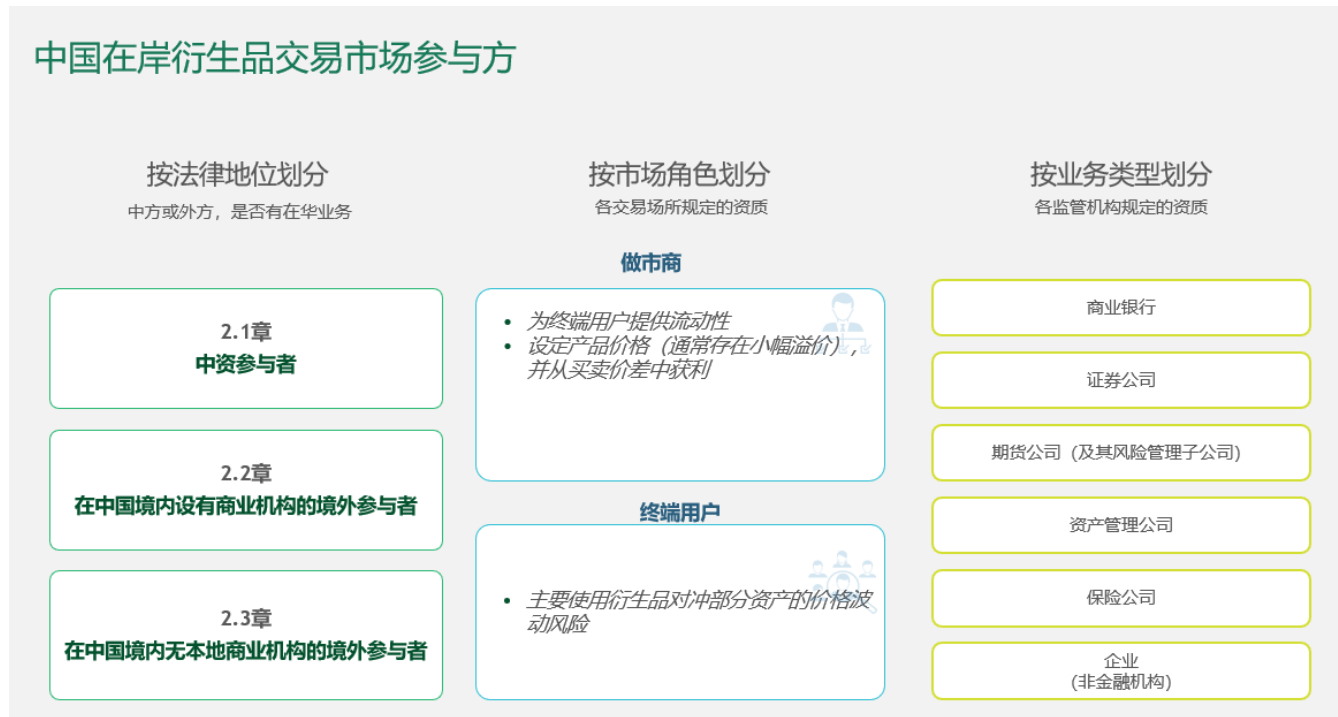 中国在岸衍生品交易市场参与方
按法律地位划分
中方或外方，是否有在华业务
2.1章
中资参与者
2.2章
在中国境内设有商业机构的境外参与者
2.3章
在中国境内无本地商业机构的境外参与者
按市场角色划分
各交易场所规定的资质
做市商
• 为终端用户提供流动性
• 设定产品价格（通常存在小幅溢价），
并从买卖价差中获利
终端用户
• 主要使用衍生品对冲部分资产的价格波
动风险
按业务类型划分
各监管机构规定的资质
商业银行
证券公司
期货公司（及其风险管理子公司)
资产管理公司
保险公司
企业
(非金融机构)